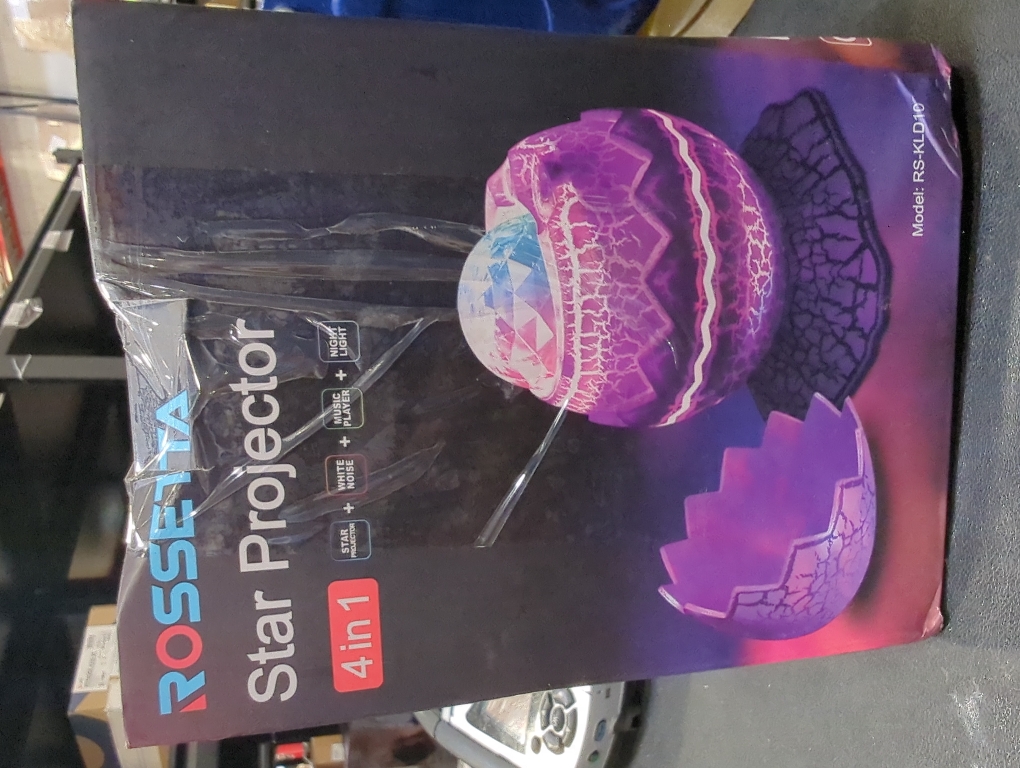 ROSSETTA
Star Projector
4 in 1
STAR
PROJECTOR
+
WHITE
NOISE
+
MUSIC
PLAYER
+
NIGHT
LIGHT
Model: RS-KLD10